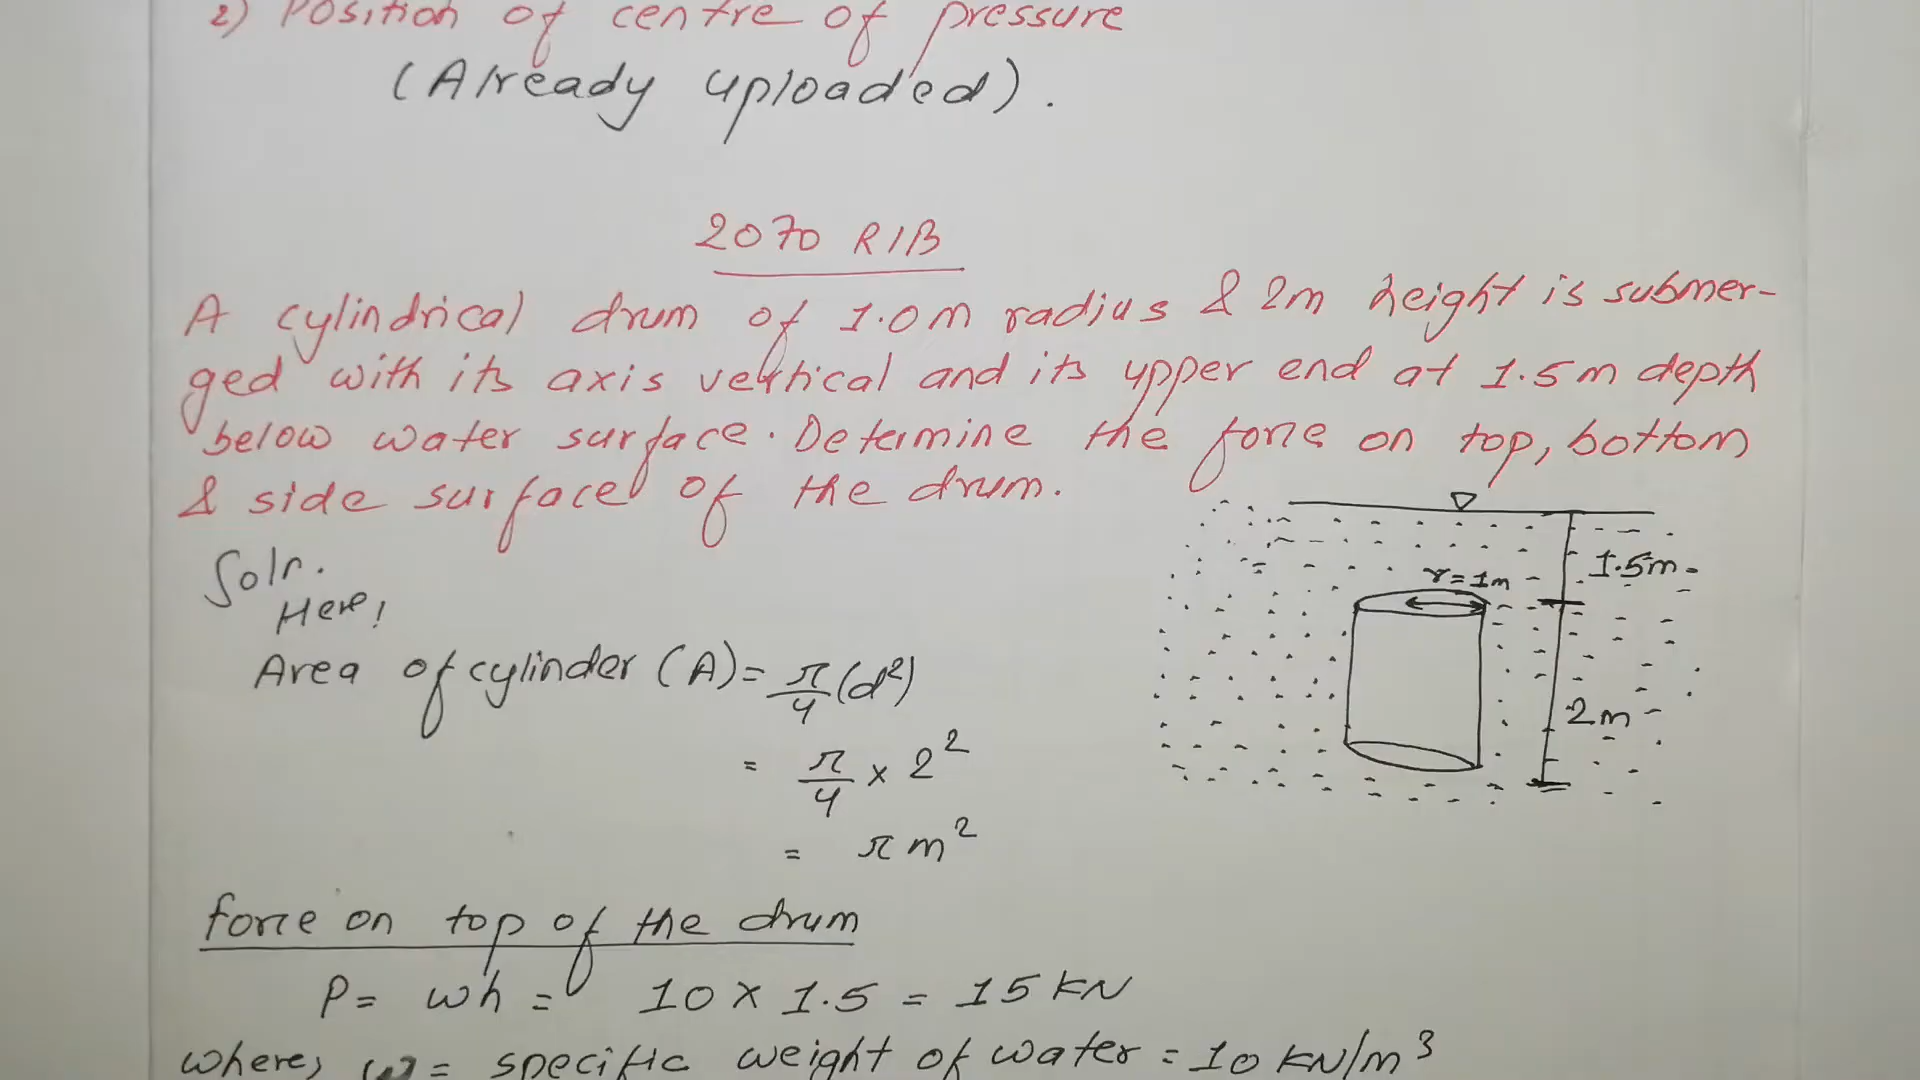 2) Position of centre of pressure
(Already uploaded).
2070 R/B
A cylindrical drum of 1.0m radius & 2m height is submer-
ged with its axis vertical and its upper end at 1.5m depth
below water surface. Determine the force on top, bottom
& side surface of the drum.
Soln.
Here!
Area of cylinder (A) = π/4 (d²)
= π/4 × 2²
= π m²
1.5m
r = 1m
2m
force on top of the drum
P = wh = 10 × 1.5 = 15 KN
where, w = specific weight of water = 10 KN/m³